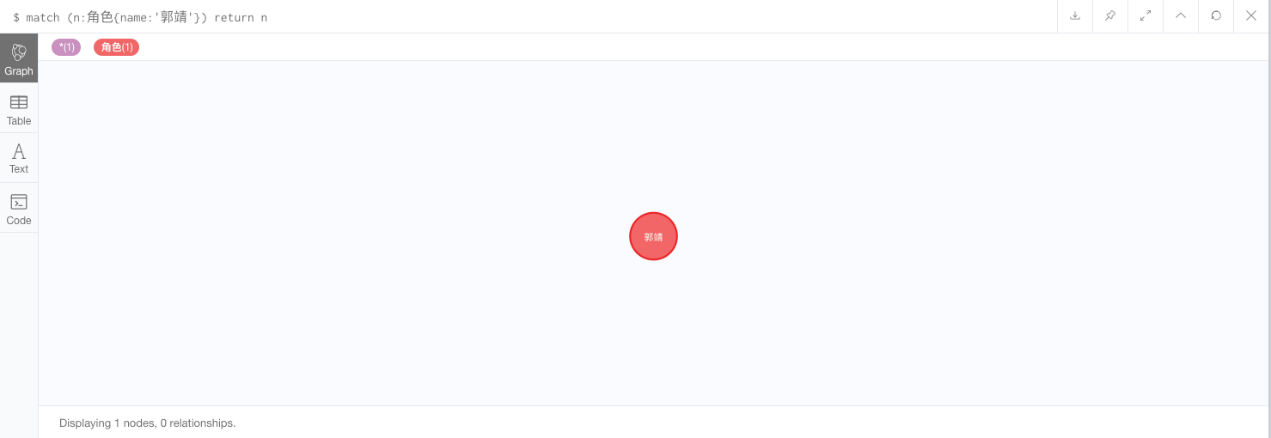 $ match (n:角色{name:'郭靖'}) return n
*(1) 角色(1)
Graph
Table
Text
Code
郭靖
Displaying 1 nodes, 0 relationships.